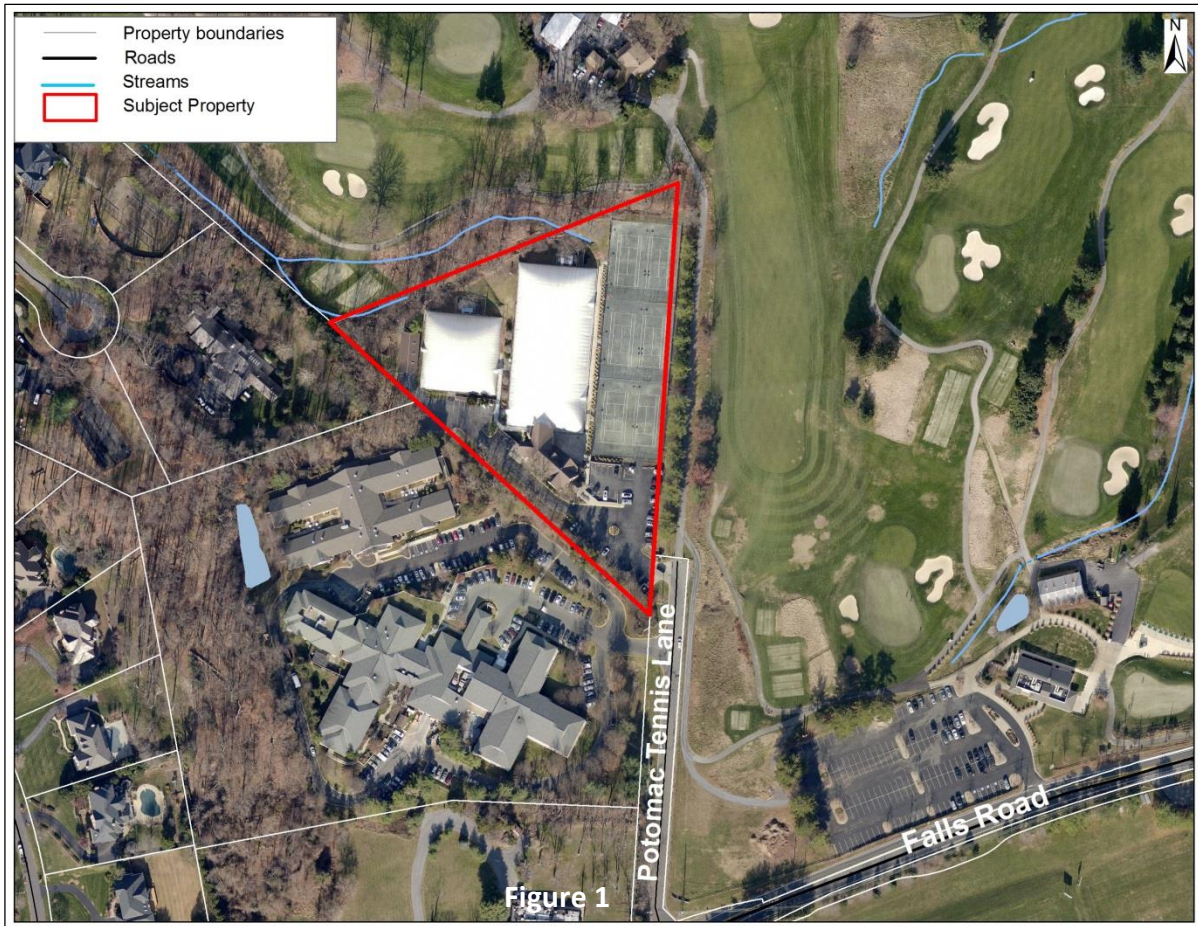 Property boundaries
Roads
Streams
Subject Property
N
Potomac Tennis Lane
Falls Road
Figure 1